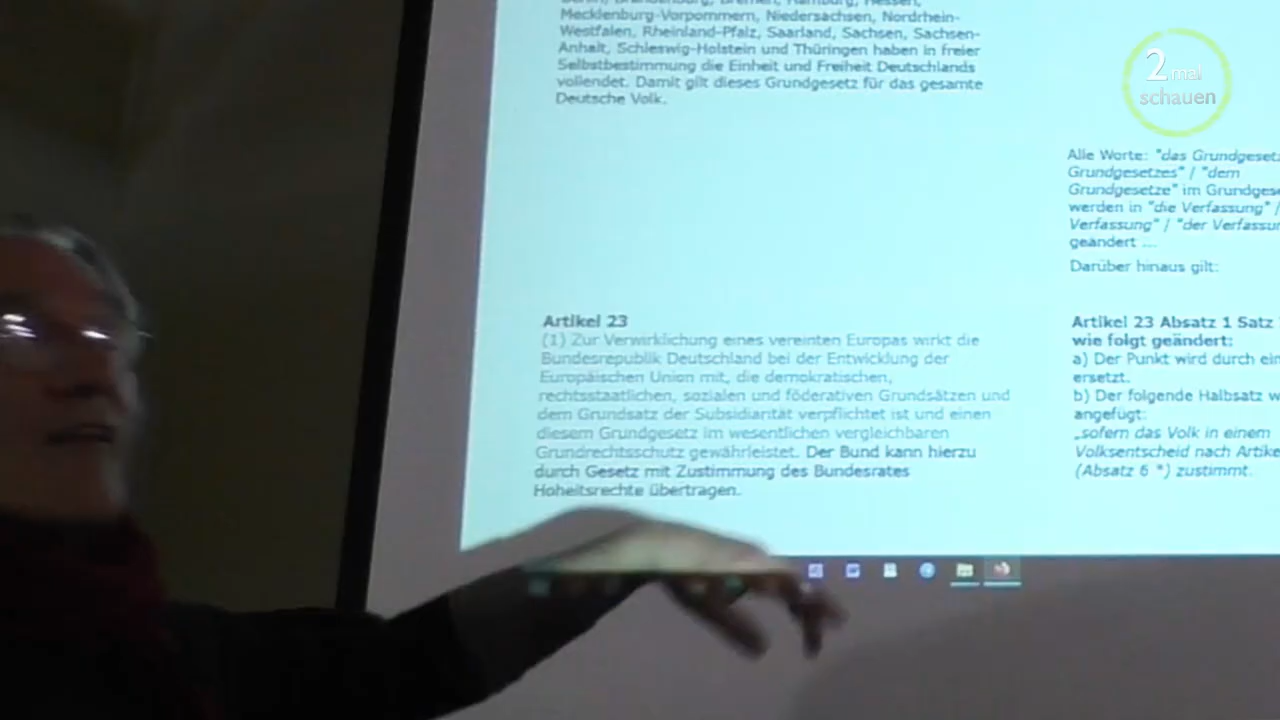 Berlin, Brandenburg, Bremen, Hamburg, Hessen,
Mecklenburg-Vorpommern, Niedersachsen, Nordrhein-
Westfalen, Rheinland-Pfalz, Saarland, Sachsen, Sachsen-
Anhalt, Schleswig-Holstein und Thüringen haben in freier
Selbstbestimmung die Einheit und Freiheit Deutschlands
vollendet. Damit gilt dieses Grundgesetz für das gesamte
Deutsche Volk.
2 mal
schauen
Alle Worte: "das Grundgesetz
Grundgesetzes" / "dem
Grundgesetze" im Grundges
werden in "die Verfassung" /
Verfassung" / "der Verfassu
geändert ...
Darüber hinaus gilt:
Artikel 23
(1) Zur Verwirklichung eines vereinten Europas wirkt die
Bundesrepublik Deutschland bei der Entwicklung der
Europäischen Union mit, die demokratischen,
rechtsstaatlichen, sozialen und föderativen Grundsätzen und
dem Grundsatz der Subsidiarität verpflichtet ist und einen
diesem Grundgesetz im wesentlichen vergleichbaren
Grundrechtsschutz gewährleistet. Der Bund kann hierzu
durch Gesetz mit Zustimmung des Bundesrates
Hoheitsrechte übertragen.
Artikel 23 Absatz 1 Satz
wie folgt geändert:
a) Der Punkt wird durch ein
ersetzt.
b) Der folgende Halbsatz w
angefügt:
„sofern das Volk in einem
Volksentscheid nach Artike
(Absatz 6 *) zustimmt.